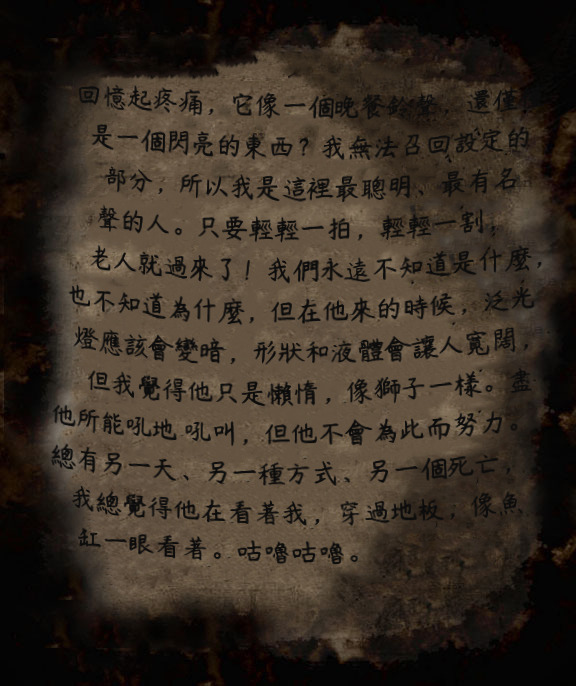 回憶起疼痛，它像一個晚餐鈴聲，還僅
是一個閃亮的東西？我無法召回設定的
部分，所以我是這裡最聰明、最有名
聲的人。只要輕輕一拍，輕輕一割，
老人就過來了！我們永遠不知道是什麼，
也不知道為什麼，但在他來的時候，泛光
燈應該會變暗，形狀和液體會讓人寬闊，
但我覺得他只是懶惰，像獅子一樣。盡
他所能吼地吼叫，但他不會為此而努力。
總有另一天、另一種方式、另一個死亡，
我總覺得他在看著我，穿過地板，像魚
缸一眼看著。咕嚕咕嚕。